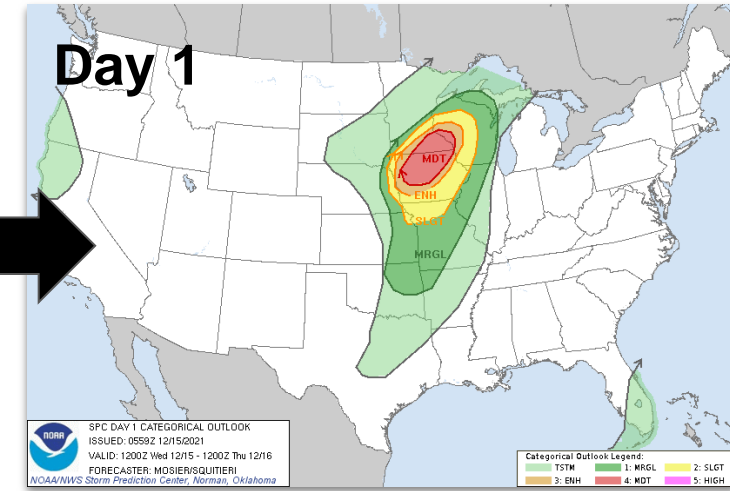 Day 1
MDT
ENH
SLGT
MRGL
NOAA
SPC DAY 1 CATEGORICAL OUTLOOK
ISSUED: 0559Z 12/15/2021
VALID: 1200Z Wed 12/15 - 1200Z Thu 12/16
FORECASTER: MOSIER/SQUITIERI
NOAA/NWS Storm Prediction Center, Norman, Oklahoma
Categorical Outlook Legend:
TSTM 1: MRGL 2: SLGT
3: ENH 4: MDT 5: HIGH